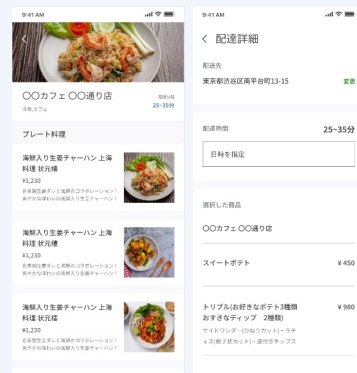 9:41 AM
〇〇カフェ 〇〇通り店
洋食,カフェ
25~35分
プレート料理
海鮮入り生姜チャーハン 上海
料理 状元樓
¥1,230
海鮮入り生姜チャーハン 上海
料理 状元樓
¥1,230
海鮮入り生姜チャーハン 上海
料理 状元樓
¥1,230
9:41 AM
配達詳細
配送先
東京都渋谷区南平台町13-15
変更
配達時間
25~35分
日時を指定
選択した商品
〇〇カフェ 〇〇通り店
スイートポテト
¥ 450
トリプル(お好きなポテト3種類
おすきなディップ 2種類)
¥ 980
サイドワンダー(ひねりカット)・ラテ
ィス(格子状カット)・皮付きチップス